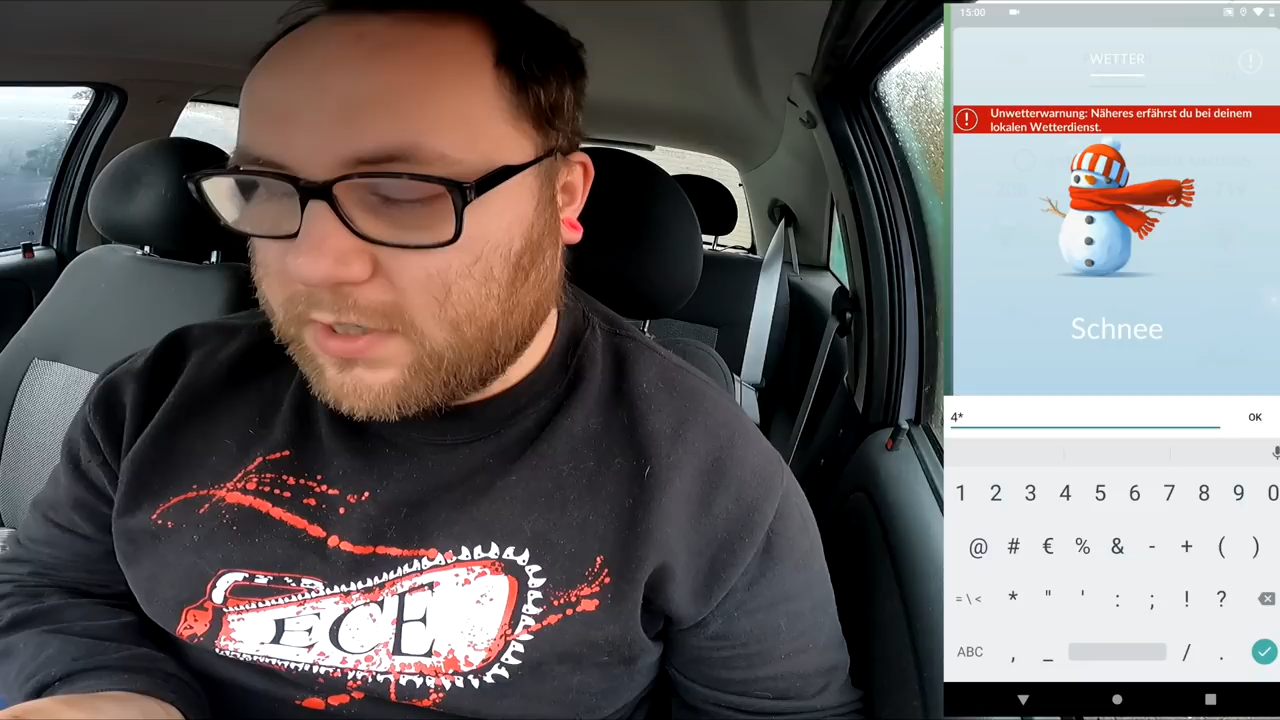 15:00
WETTER
Unwetterwarnung: Näheres erfährst du bei deinem
lokalen Wetterdienst.
Schnee
4*
OK
1 2 3 4 5 6 7 8 9 0
@ # € % & - + ( )
= \ < * " ' : ; ! ?
ABC , _ / .
ECE